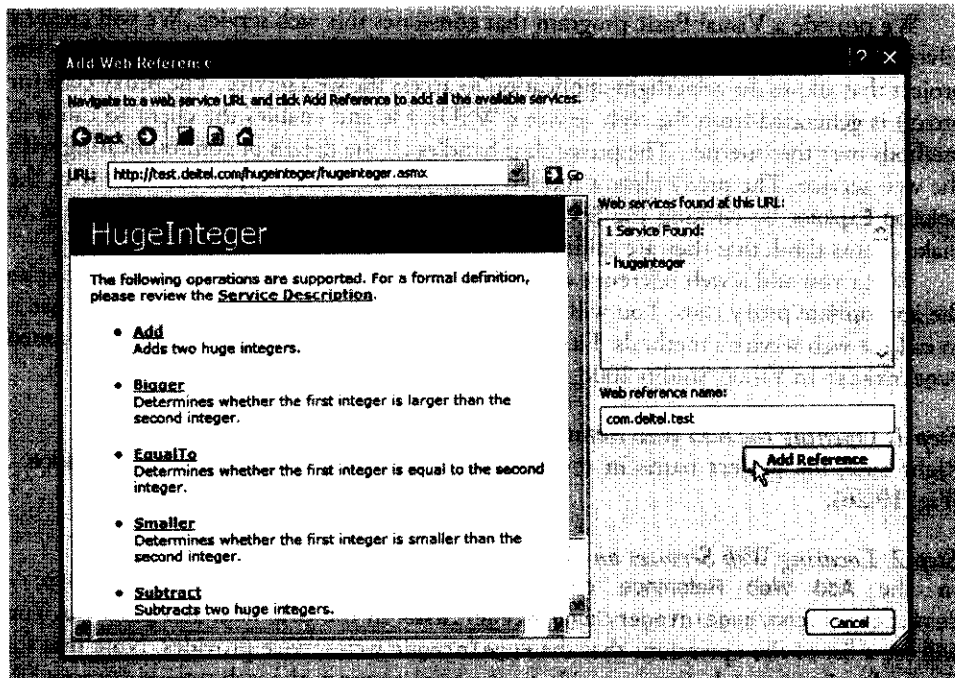 Add Web Reference
Navigate to a web service URL and click Add Reference to add all the available services.
Back
URL: http://test.deitel.com/hugeinteger/hugeinteger.asmx Go
HugeInteger
The following operations are supported. For a formal definition,
please review the Service Description.
• Add
Adds two huge integers.
• Bigger
Determines whether the first integer is larger than the
second integer.
• EqualTo
Determines whether the first integer is equal to the second
integer.
• Smaller
Determines whether the first integer is smaller than the
second integer.
• Subtract
Subtracts two huge integers.
Web services found at this URL:
1 Service Found:
- hugeinteger
Web reference name:
com.deitel.test
Add Reference
Cancel